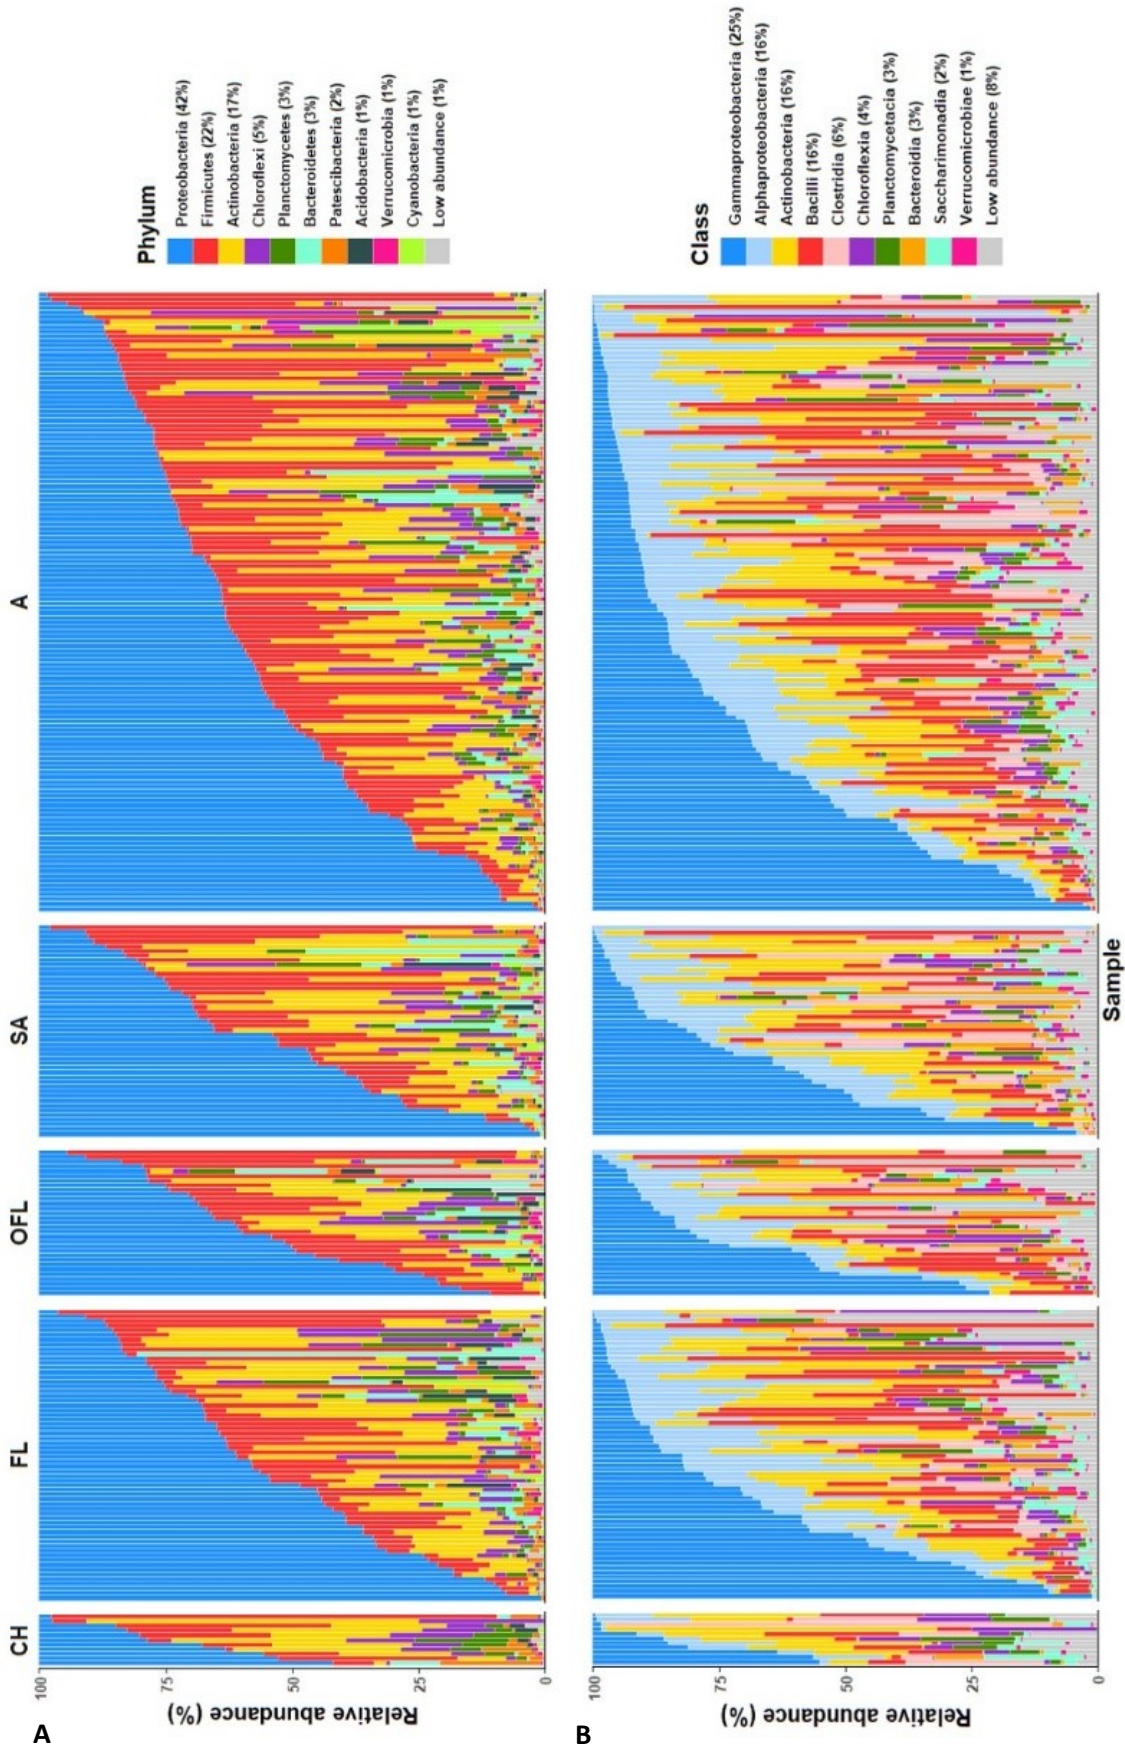 A
CH
FL
OFL
SA
A
Relative abundance (%)
100
75
50
25
0
Phylum
Proteobacteria (42%)
Firmicutes (22%)
Actinobacteria (17%)
Chloroflexi (5%)
Planctomycetes (3%)
Bacteroidetes (3%)
Patescibacteria (2%)
Acidobacteria (1%)
Verrucomicrobia (1%)
Cyanobacteria (1%)
Low abundance (1%)
B
Relative abundance (%)
100
75
50
25
0
Sample
Class
Gammaproteobacteria (25%)
Alphaproteobacteria (16%)
Actinobacteria (16%)
Bacilli (16%)
Clostridia (6%)
Chloroflexia (4%)
Planctomycetacia (3%)
Bacteroidia (3%)
Saccharimonadia (2%)
Verrucomicrobiae (1%)
Low abundance (8%)